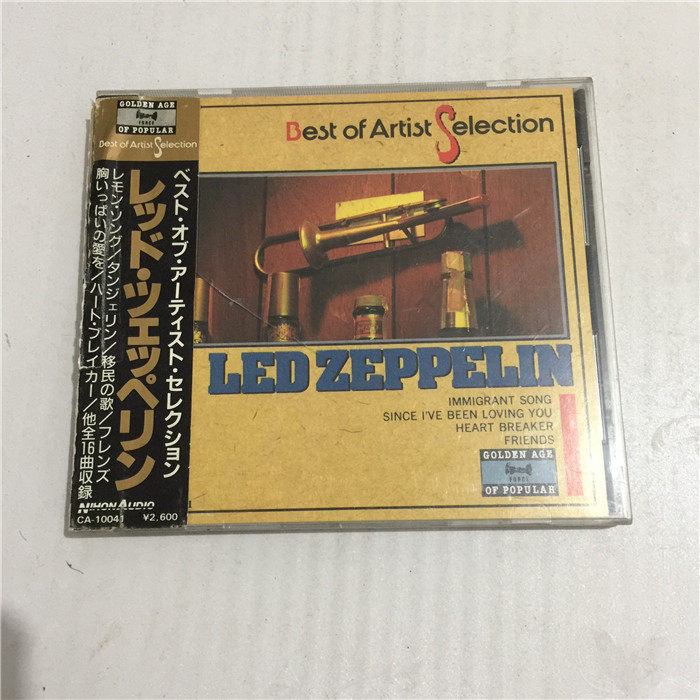 GOLDEN AGE
FORCE
OF POPULAR
Best of Artist Selection
ベスト・オブ・アーティスト・セレクション
レッド・ツェッペリン
レモン・ソング/タンジェリン/移民の歌/フレンズ
胸いっぱいの愛を/ハート・ブレイカー/他全16曲収録
NIHON AUDIO
CA-10041 ¥2.600
Best of Artist Selection
LED ZEPPELIN
IMMIGRANT SONG
SINCE I'VE BEEN LOVING YOU
HEART BREAKER
FRIENDS
GOLDEN AGE
FORCE
OF POPULAR